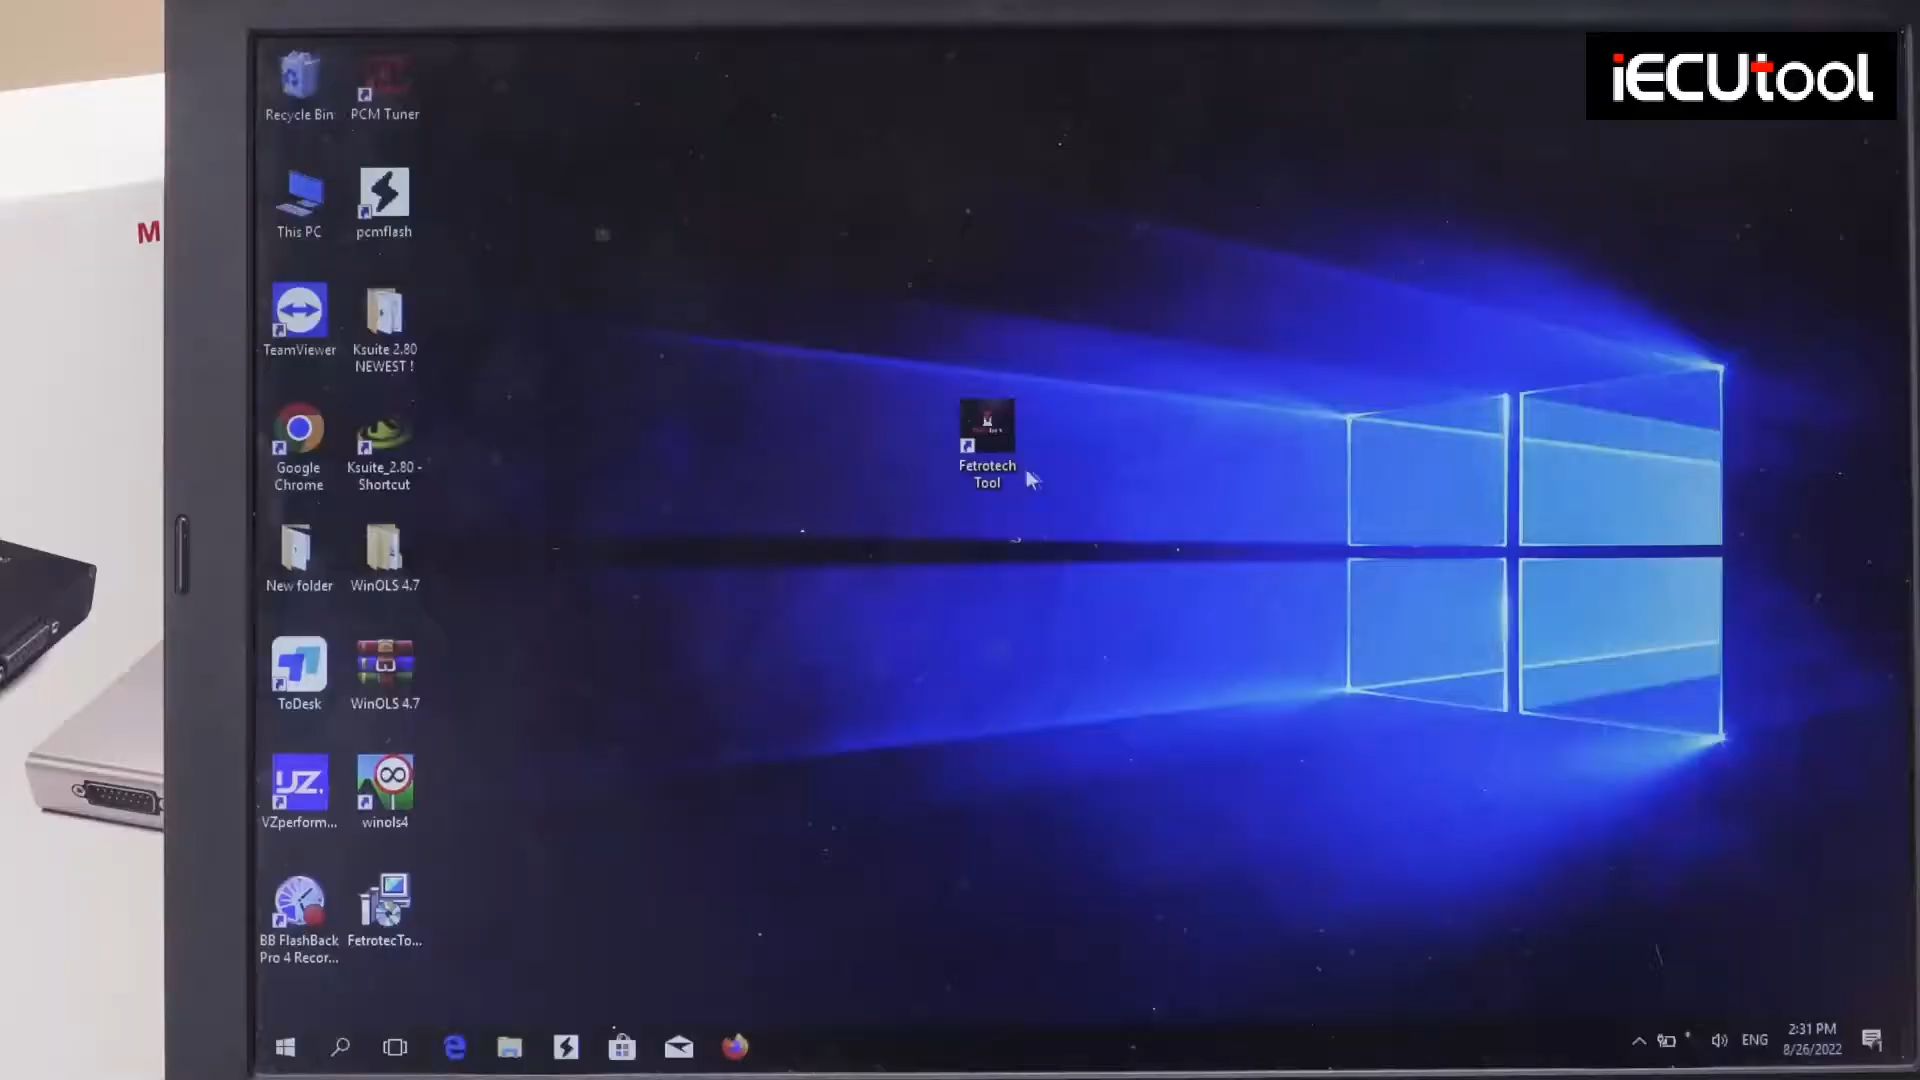 iECUtool
M
Recycle Bin
PCM Tuner
This PC
pcmflash
TeamViewer
Ksuite 2.80
NEWEST !
Google
Chrome
Ksuite_2.80 -
Shortcut
Fetrotech
Tool
New folder
WinOLS 4.7
ToDesk
WinOLS 4.7
VZ.
VZperform...
winols4
BB FlashBack
Pro 4 Recor...
FetrotecTo...
ENG
2:31 PM
8/26/2022
1